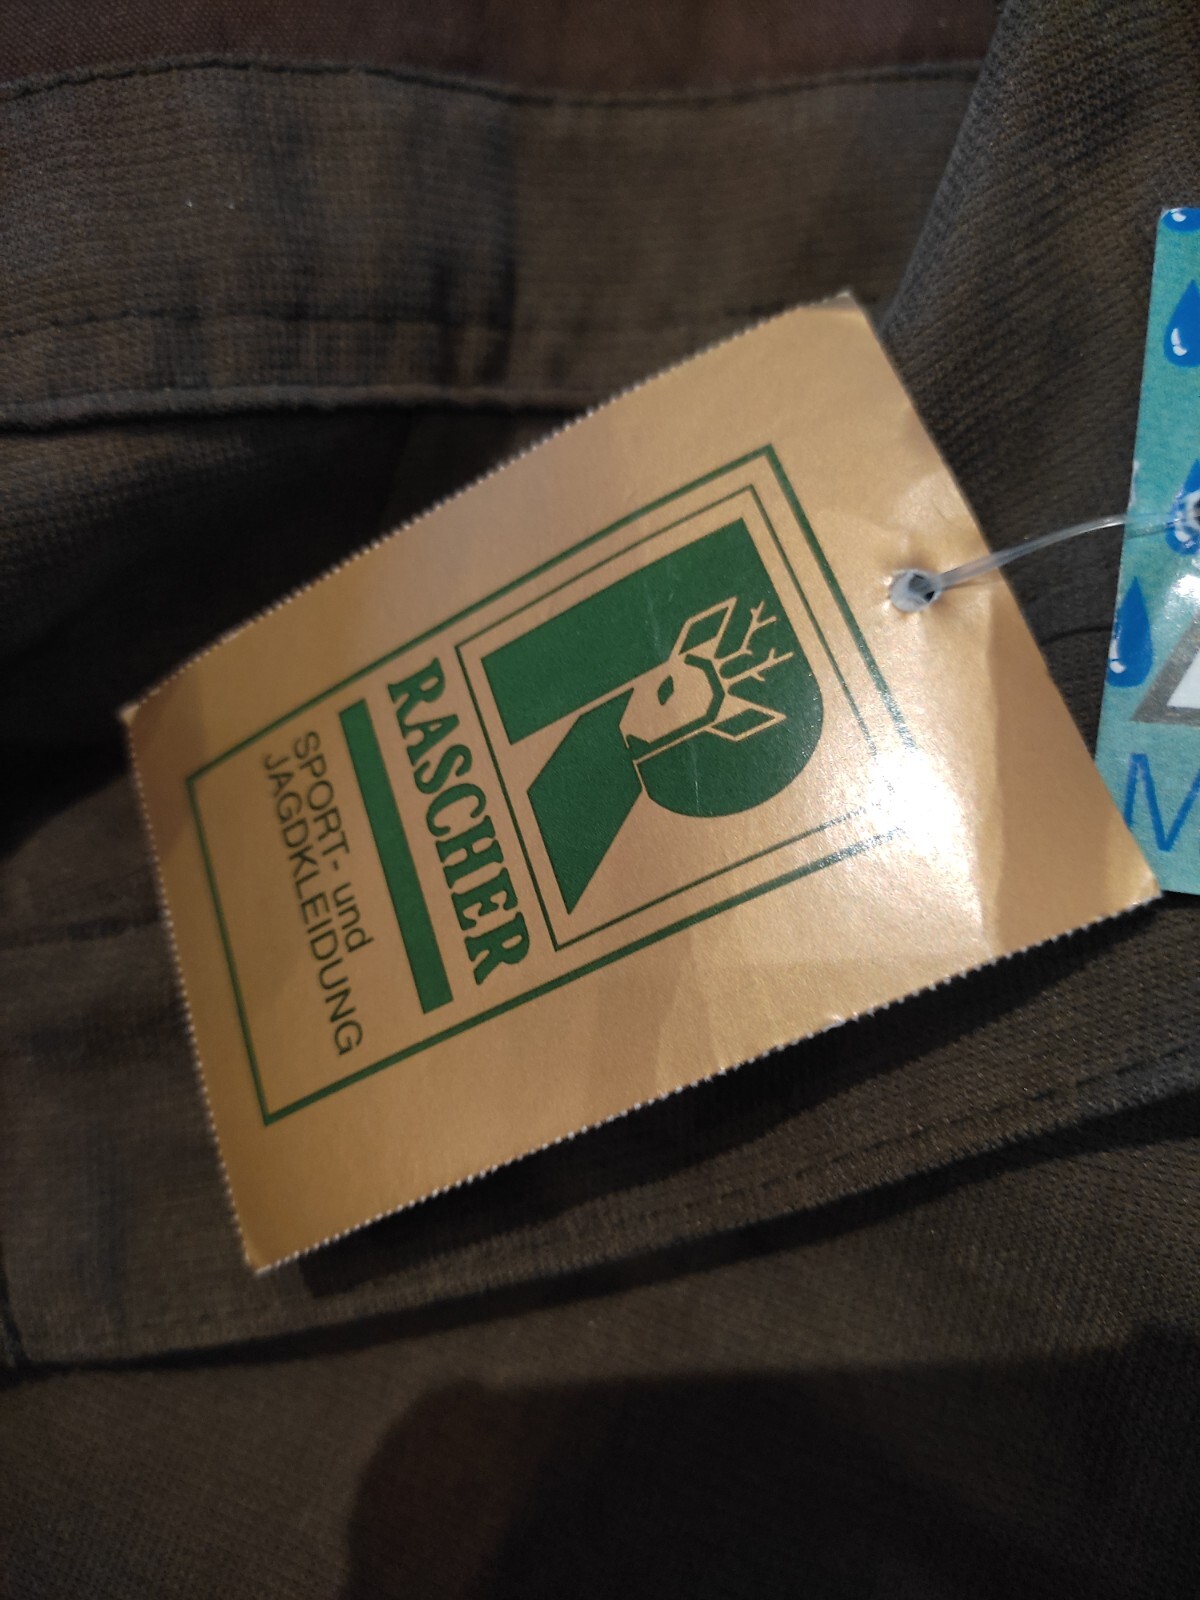 R
RASCHER
SPORT- und
JAGDKLEIDUNG
M